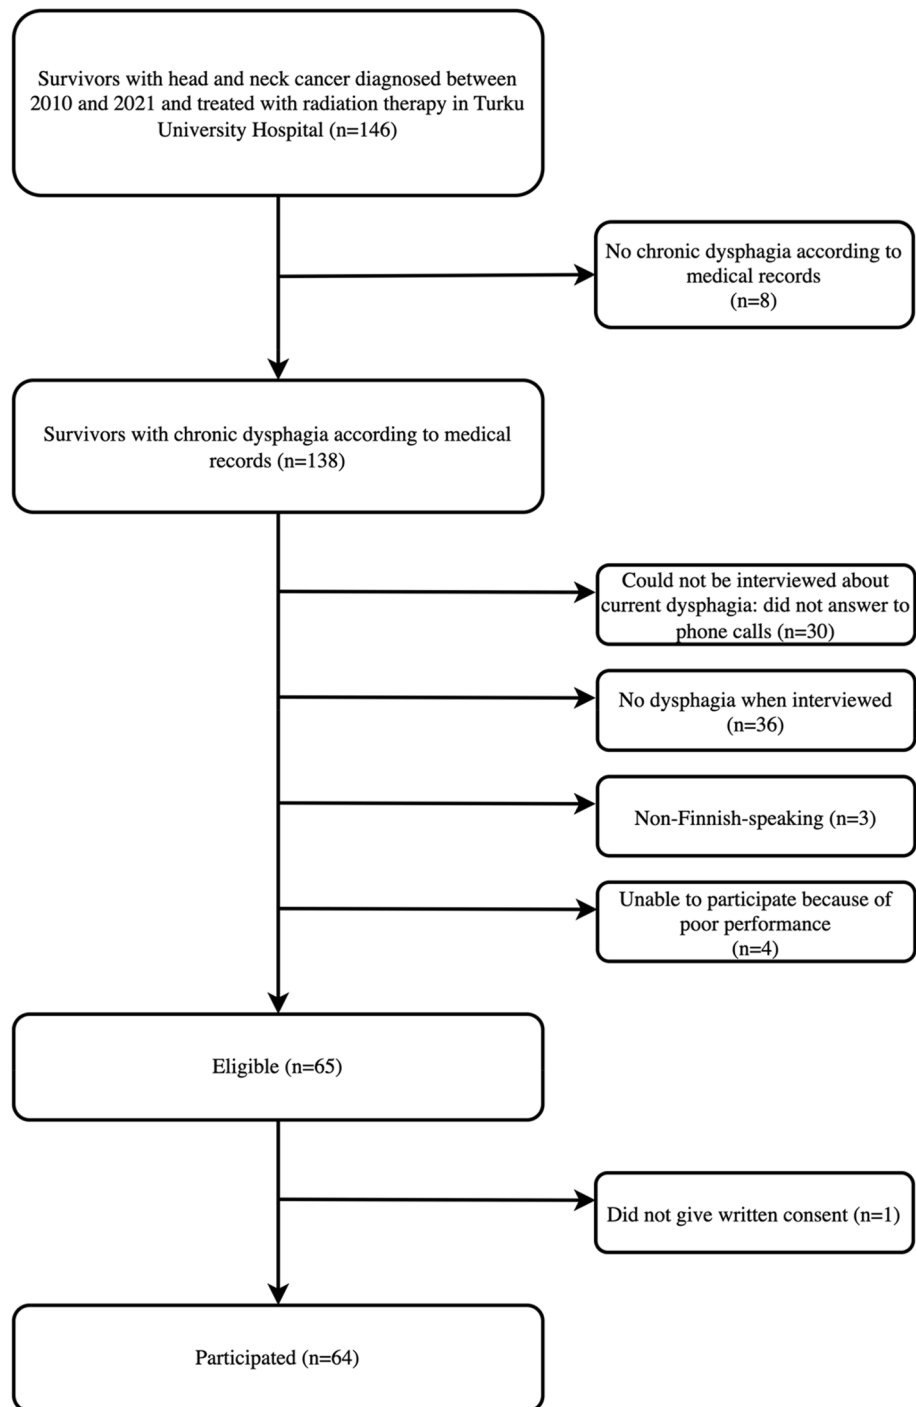 Survivors with head and neck cancer diagnosed between
2010 and 2021 and treated with radiation therapy in Turku
University Hospital (n=146)
No chronic dysphagia according to
medical records
(n=8)
Survivors with chronic dysphagia according to medical
records (n=138)
Could not be interviewed about
current dysphagia: did not answer to
phone calls (n=30)
No dysphagia when interviewed
(n=36)
Non-Finnish-speaking (n=3)
Unable to participate because of
poor performance
(n=4)
Eligible (n=65)
Did not give written consent (n=1)
Participated (n=64)